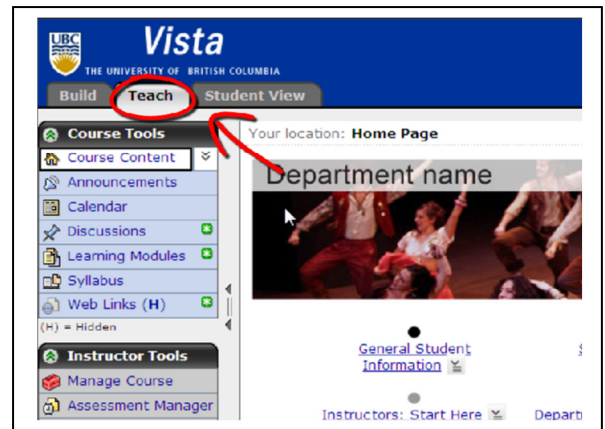 UBC
Vista
THE UNIVERSITY OF BRITISH COLUMBIA
Build Teach Student View
Course Tools
Course Content
Announcements
Calendar
Discussions
Learning Modules
Syllabus
Web Links (H)
(H) = Hidden
Instructor Tools
Manage Course
Assessment Manager
Your location: Home Page
Department name
General Student
Information
Instructors: Start Here